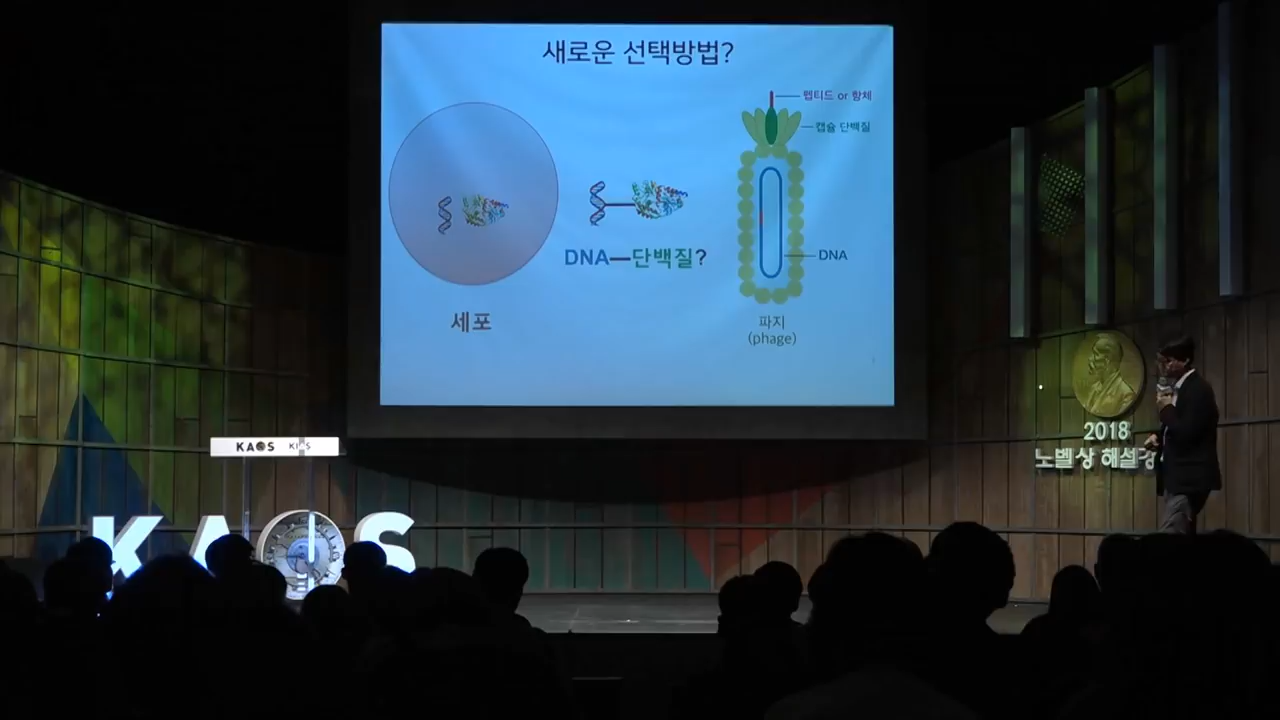 새로운 선택방법?
펩티드 or 항체
캡슐 단백질
DNA—단백질?
DNA
세포
파지
(phage)
KAOS
KAOS
2018
노벨상 해설강